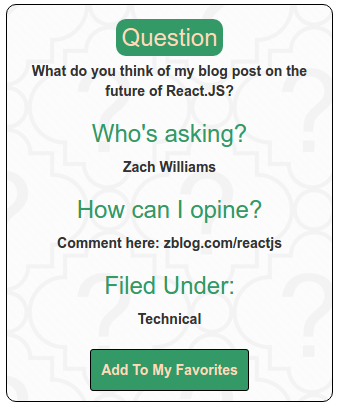 Question
What do you think of my blog post on the
future of React.JS?
Who's asking?
Zach Williams
How can I opine?
Comment here: zblog.com/reactjs
Filed Under:
Technical
Add To My Favorites